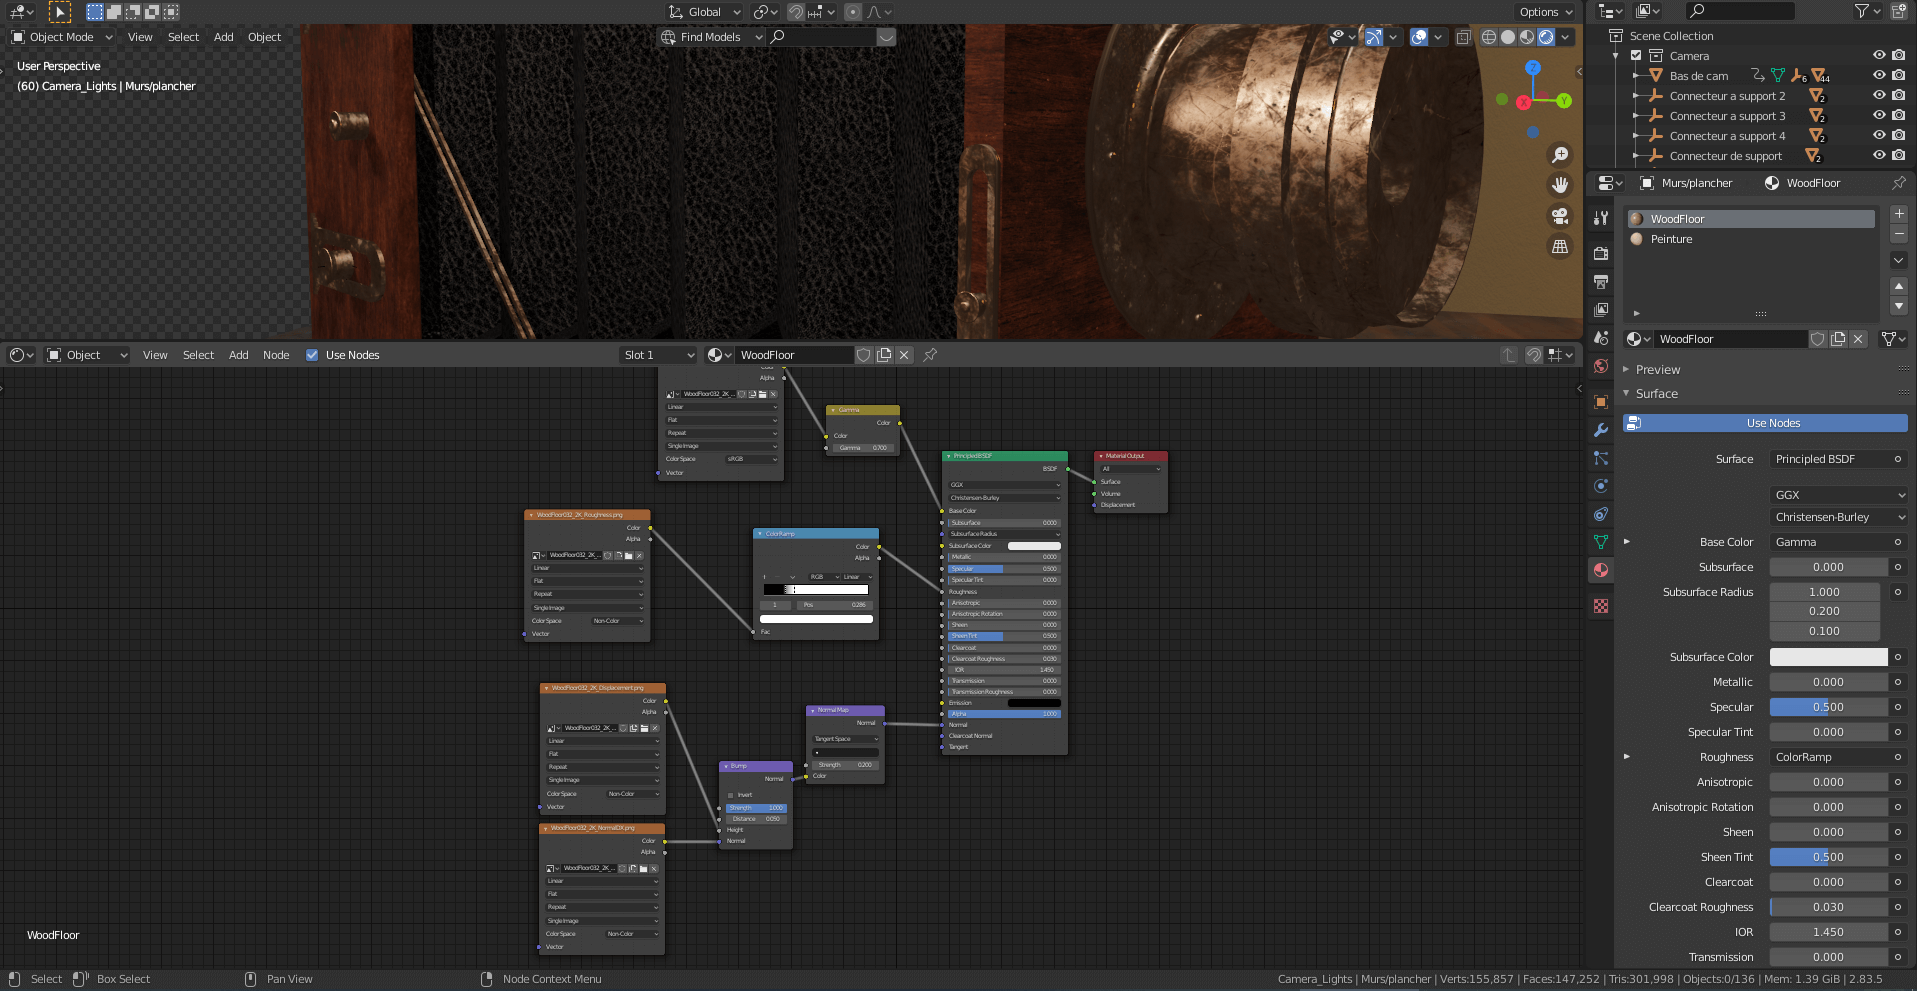 Global
Options
Object Mode
View
Select
Add
Object
Find Models
User Perspective
(60) Camera_Lights | Murs/plancher
Z
X
Y
Scene Collection
Camera
Bas de cam
6
44
Connecteur a support 2
2
Connecteur a support 3
2
Connecteur a support 4
2
Connecteur de support
2
Murs/plancher
WoodFloor
WoodFloor
Peinture
WoodFloor
Preview
Surface
Use Nodes
Surface
Principled BSDF
GGX
Christensen-Burley
Base Color
Gamma
Subsurface
0.000
Subsurface Radius
1.000
0.200
0.100
Subsurface Color
Metallic
0.000
Specular
0.500
Specular Tint
0.000
Roughness
ColorRamp
Anisotropic
0.000
Anisotropic Rotation
0.000
Sheen
0.000
Sheen Tint
0.500
Clearcoat
0.000
Clearcoat Roughness
0.030
IOR
1.450
Transmission
0.000
Object
View
Select
Add
Node
Use Nodes
Slot 1
WoodFloor
Color
Alpha
WoodFloor032_2K_...
Linear
Flat
Repeat
Single Image
Color Space
sRGB
Vector
Gamma
Color
Color
Gamma
0.700
WoodFloor032_2K_Roughness.png
Color
Alpha
WoodFloor032_2K_...
Linear
Flat
Repeat
Single Image
Color Space
Non-Color
Vector
ColorRamp
Color
Alpha
RGB
Linear
1
Pos
0.286
Fac
Principled BSDF
BSDF
GGX
Christensen-Burley
Base Color
Subsurface
0.000
Subsurface Radius
Subsurface Color
Metallic
0.000
Specular
0.500
Specular Tint
0.000
Roughness
Anisotropic
0.000
Anisotropic Rotation
0.000
Sheen
0.000
Sheen Tint
0.500
Clearcoat
0.000
Clearcoat Roughness
0.030
IOR
1.450
Transmission
0.000
Transmission Roughness
0.000
Emission
Alpha
1.000
Normal
Clearcoat Normal
Tangent
Material Output
All
Surface
Volume
Displacement
WoodFloor032_2K_Displacement.png
Color
Alpha
WoodFloor032_2K_...
Linear
Flat
Repeat
Single Image
Color Space
Non-Color
Vector
Normal Map
Normal
Tangent Space
Strength
0.200
Color
Bump
Normal
Invert
Strength
1.000
Distance
0.050
Height
Normal
WoodFloor032_2K_NormalDX.png
Color
Alpha
WoodFloor032_2K_...
Linear
Flat
Repeat
Single Image
Color Space
Non-Color
Vector
WoodFloor
Select
Box Select
Pan View
Node Context Menu
Camera_Lights | Murs/plancher | Verts:155,857 | Faces:147,252 | Tris:301,998 | Objects:0/136 | Mem: 1.39 GiB | 2.83.5